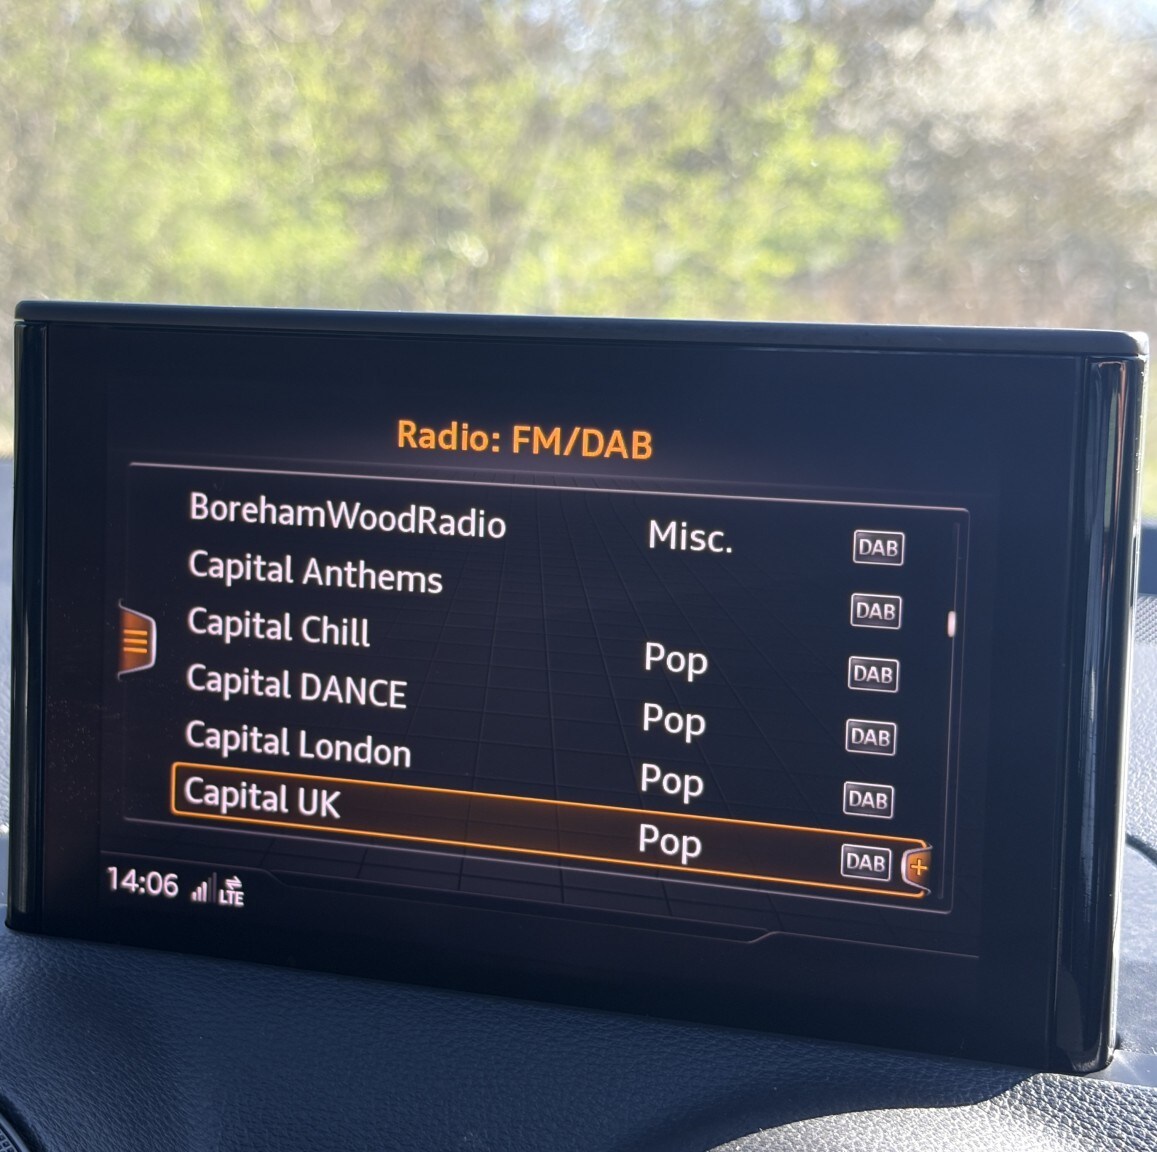 Radio: FM/DAB
BorehamWoodRadio Misc. DAB
Capital Anthems DAB
Capital Chill Pop DAB
Capital DANCE Pop DAB
Capital London Pop DAB
Capital UK Pop DAB +
14:06 LTE